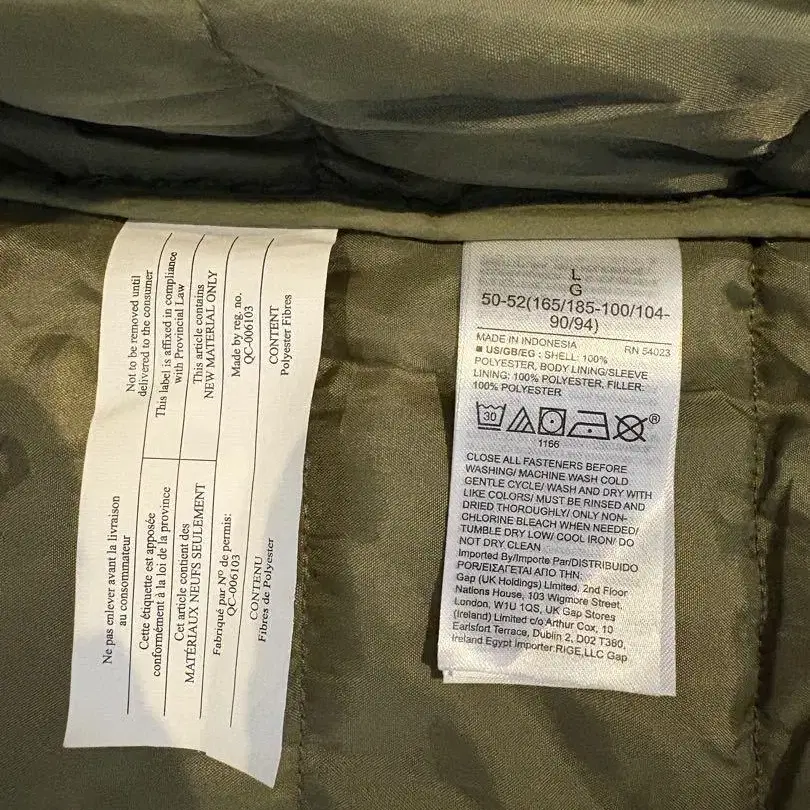 Not to be removed until
delivered to the consumer
This label is affixed in compliance
with Provincial Law
This article contains
NEW MATERIAL ONLY
Made by reg. no.
QC-006103
CONTENT
Polyester Fibres
Ne pas enlever avant la livraison
au consommateur
Cette étiquette est apposée
conformément à la loi de la province
Cet article contient des
MATÉRIAUX NEUFS SEULEMENT
Fabriqué par N° de permis:
QC-006103
CONTENU
Fibres de Polyester
L
G
50-52(165/185-100/104-
90/94)
MADE IN INDONESIA RN 54023
■ US/GB/EG : SHELL: 100%
POLYESTER, BODY LINING/SLEEVE
LINING: 100% POLYESTER, FILLER:
100% POLYESTER
30
®
1166
CLOSE ALL FASTENERS BEFORE
WASHING/ MACHINE WASH COLD
GENTLE CYCLE/ WASH AND DRY WITH
LIKE COLORS/ MUST BE RINSED AND
DRIED THOROUGHLY/ ONLY NON-
CHLORINE BLEACH WHEN NEEDED/
TUMBLE DRY LOW/ COOL IRON/ DO
NOT DRY CLEAN
Imported By/Importe Par/DISTRIBUIDO
POR/ΕΙΣΑΓΕΤΑΙ ΑΠΟ ΤΗΝ:
Gap (UK Holdings) Limited, 2nd Floor
Nations House, 103 Wigmore Street,
London, W1U 1QS, UK Gap Stores
(Ireland) Limited c/o Arthur Cox, 10
Earlsfort Terrace, Dublin 2, D02 T380,
Ireland Egypt Importer RIGE,LLC Gap